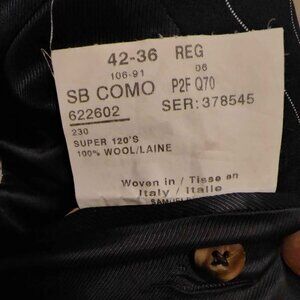 42-36 REG
106-91 06
SB COMO P2F Q70
622602 SER: 378545
230
SUPER 120'S
100% WOOL/LAINE
Woven in / Tisse en
Italy / Italie